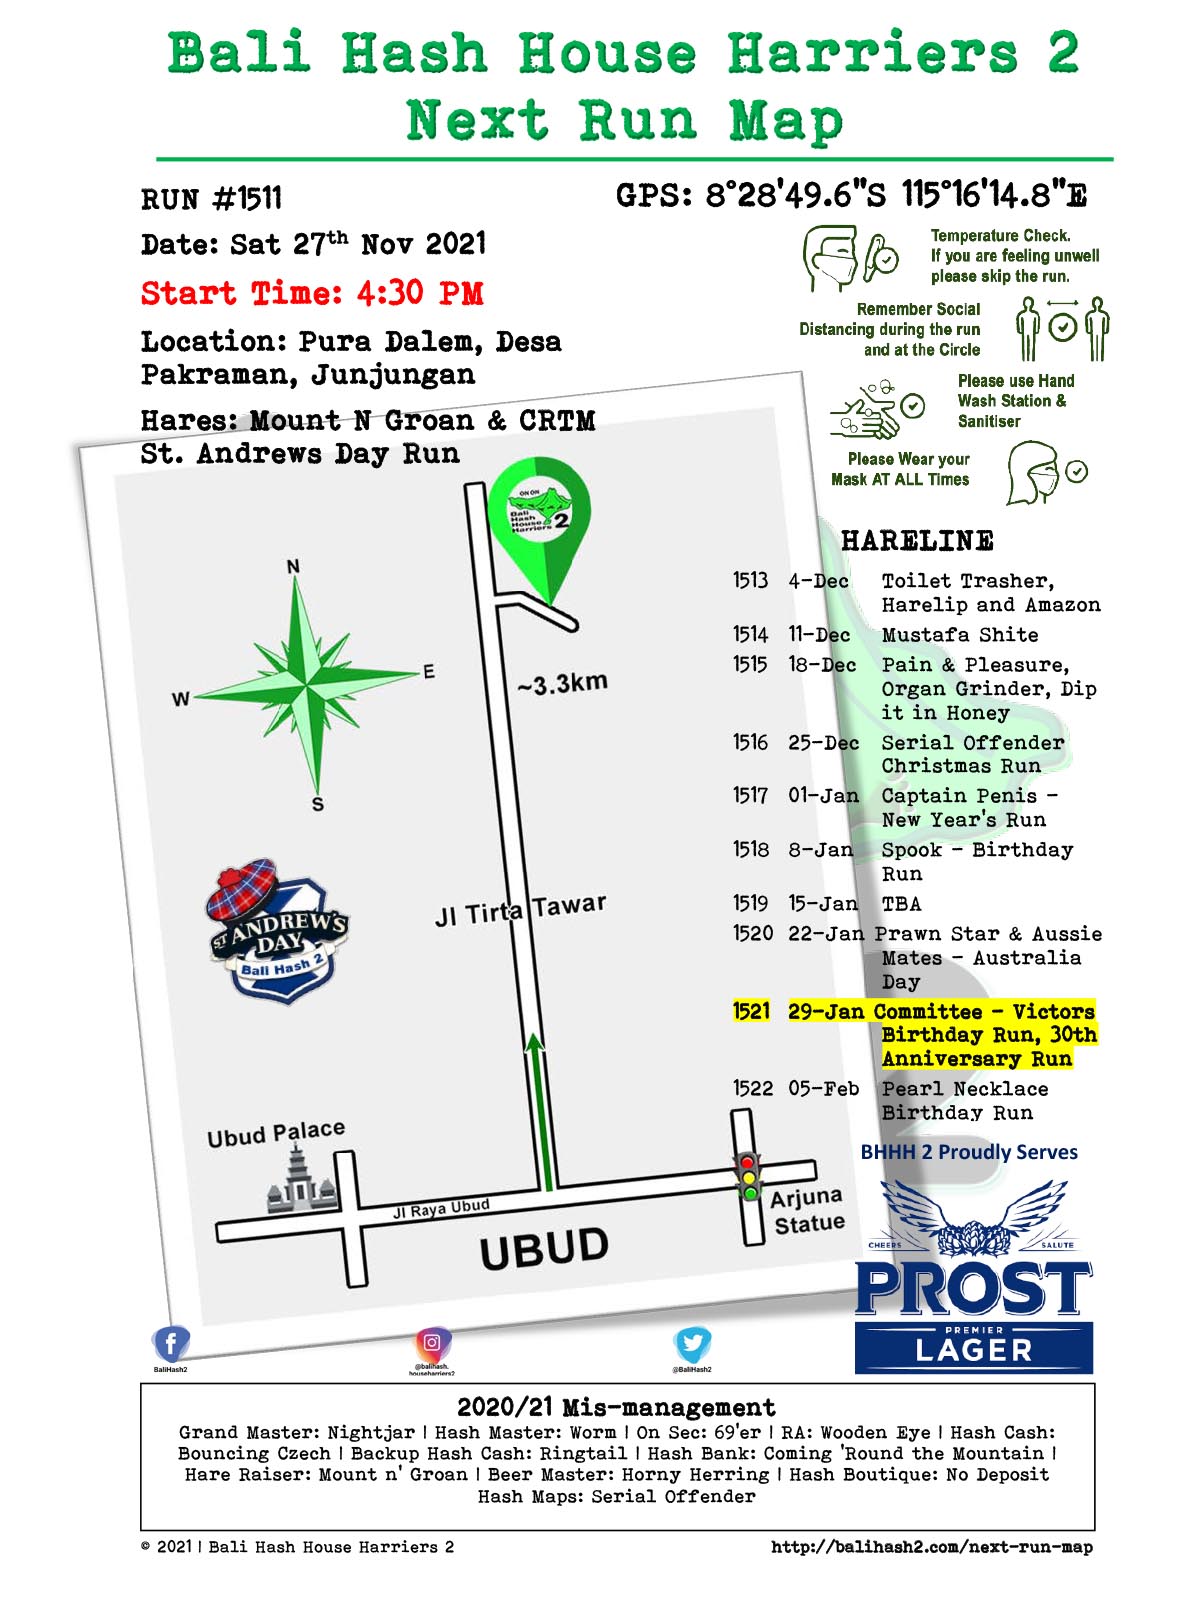 Bali Hash House Harriers 2
Next Run Map
RUN #1511
GPS: 8°28'49.6"S 115°16'14.8"E
Date: Sat 27th Nov 2021
Start Time: 4:30 PM
Location: Pura Dalem, Desa
Pakraman, Junjungan
Hares: Mount N Groan & CRTM
St. Andrews Day Run
Temperature Check.
If you are feeling unwell
please skip the run.
Remember Social
Distancing during the run
and at the Circle
Please use Hand
Wash Station &
Sanitiser
Please Wear your
Mask AT ALL Times
ON ON
Bali
Hash
House
Harriers 2
N
E
W
S
~3.3km
Jl Tirta Tawar
ST ANDREW'S
DAY
Bali Hash 2
Ubud Palace
Jl Raya Ubud
UBUD
Arjuna
Statue
HARELINE
1513 4-Dec Toilet Trasher,
Harelip and Amazon
1514 11-Dec Mustafa Shite
1515 18-Dec Pain & Pleasure,
Organ Grinder, Dip
it in Honey
1516 25-Dec Serial Offender
Christmas Run
1517 01-Jan Captain Penis -
New Year's Run
1518 8-Jan Spook - Birthday
Run
1519 15-Jan TBA
1520 22-Jan Prawn Star & Aussie
Mates - Australia
Day
1521 29-Jan Committee - Victors
Birthday Run, 30th
Anniversary Run
1522 05-Feb Pearl Necklace
Birthday Run
BHHH 2 Proudly Serves
CHEERS SALUTE
PROST
PREMIER
LAGER
BaliHash2
@balihash.
househarriers2
@BaliHash2
2020/21 Mis-management
Grand Master: Nightjar | Hash Master: Worm | On Sec: 69'er | RA: Wooden Eye | Hash Cash:
Bouncing Czech | Backup Hash Cash: Ringtail | Hash Bank: Coming 'Round the Mountain |
Hare Raiser: Mount n' Groan | Beer Master: Horny Herring | Hash Boutique: No Deposit
Hash Maps: Serial Offender
© 2021 | Bali Hash House Harriers 2
http://balihash2.com/next-run-map